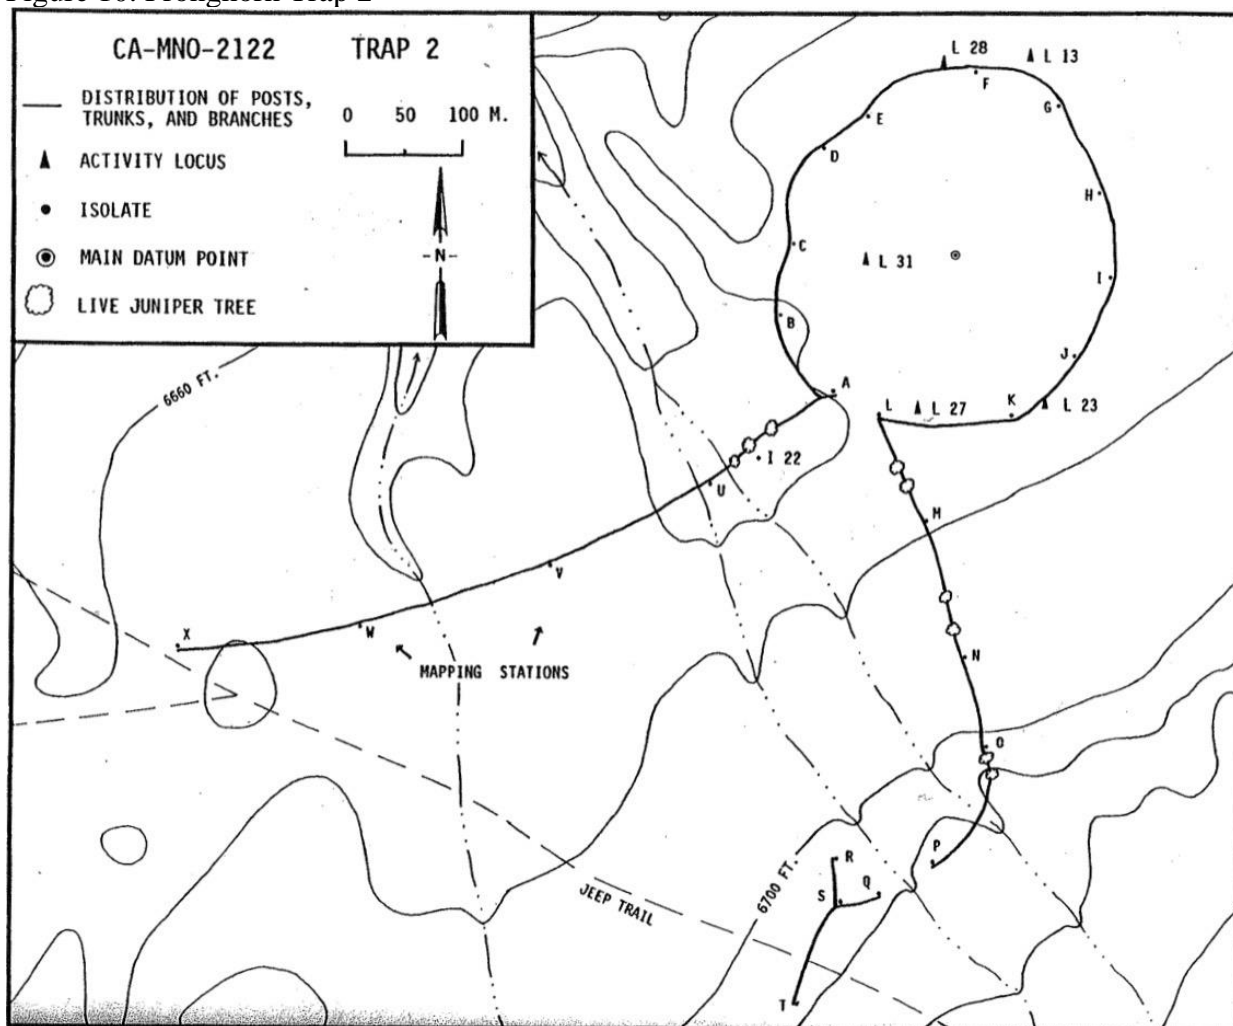 Figure 10. Pronghorn Trap 2
CA-MNO-2122 TRAP 2
DISTRIBUTION OF POSTS,
TRUNKS, AND BRANCHES
0 50 100 M.
ACTIVITY LOCUS
ISOLATE
-N-
MAIN DATUM POINT
LIVE JUNIPER TREE
L 28
L 13
F
G
E
D
H
C
L 31
I
B
J
A
6660 FT.
L
L 27
K
L 23
I 22
U
M
V
X
W
N
MAPPING STATIONS
O
P
R
6700 FT.
Q
S
JEEP TRAIL
T